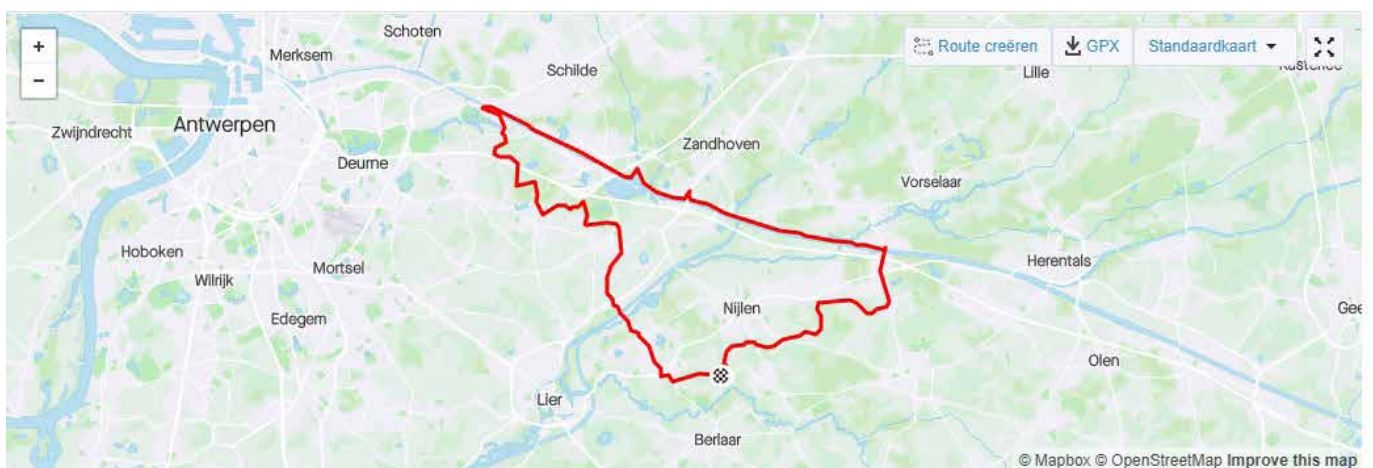 +
−
Schoten
Merksem
Schilde
Route creëren
GPX
Standaardkaart
Lille
Zwijndrecht
Antwerpen
Zandhoven
Deurne
Vorselaar
Hoboken
Wilrijk
Mortsel
Herentals
Edegem
Nijlen
Gee
Olen
Lier
Berlaar
© Mapbox © OpenStreetMap Improve this map